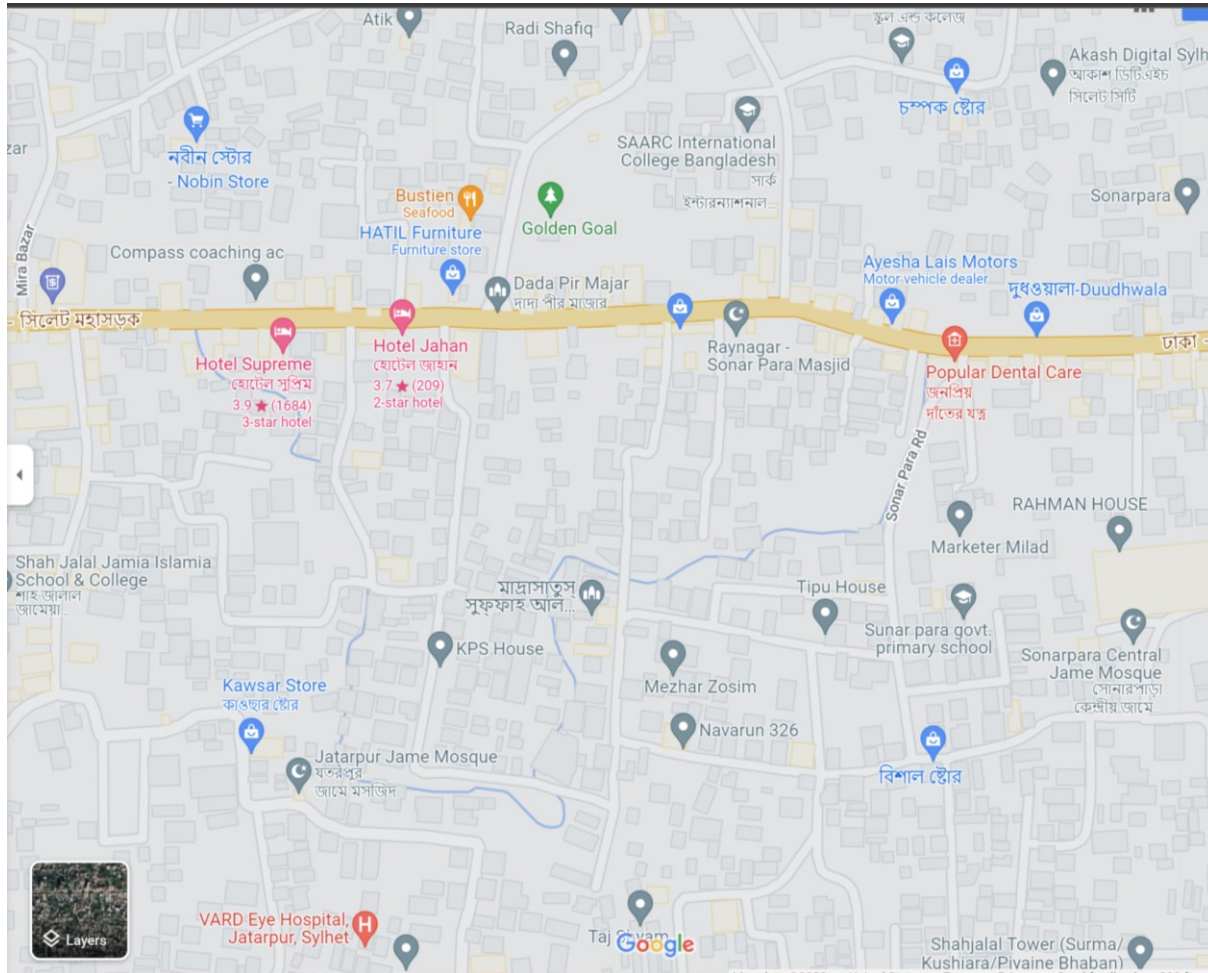 Atik
Radi Shafiq
স্কুল এন্ড কলেজ
Akash Digital Sylh
আকাশ ডিটিএইচ
সিলেট সিটি
চম্পক ষ্টোর
zar
নবীন স্টোর
- Nobin Store
SAARC International
College Bangladesh
সার্ক
ইন্টারন্যাশনাল...
Bustien
Seafood
Golden Goal
Sonarpara
HATIL Furniture
Furniture store
Mira Bazar
Compass coaching ac
Dada Pir Majar
দাদা পীর মাজার
Ayesha Lais Motors
Motor vehicle dealer
দুধওয়ালা-Duudhwala
- সিলেট মহাসড়ক
ঢাকা -
Hotel Supreme
হোটেল সুপ্রিম
3.9 ★ (1684)
3-star hotel
Hotel Jahan
হোটেল জাহান
3.7 ★ (209)
2-star hotel
Raynagar -
Sonar Para Masjid
Popular Dental Care
জনপ্রিয়
দাঁতের যত্ন
Sonar Para Rd
RAHMAN HOUSE
Marketer Milad
Shah Jalal Jamia Islamia
School & College
শাহ জালাল
জামেয়া...
মাদ্রাসাতুস্
সুফ্ফাহ আল...
Tipu House
Sunar para govt.
primary school
KPS House
Sonarpara Central
Jame Mosque
সোনারপাড়া
কেন্দ্রীয় জামে...
Mezhar Zosim
Kawsar Store
কাওছার ষ্টোর
Navarun 326
Jatarpur Jame Mosque
যতরপুর
জামে মসজিদ
বিশাল ষ্টোর
Layers
VARD Eye Hospital,
Jatarpur, Sylhet
Google
Shahjalal Tower (Surma/
Kushiara/Pivaine Bhaban)